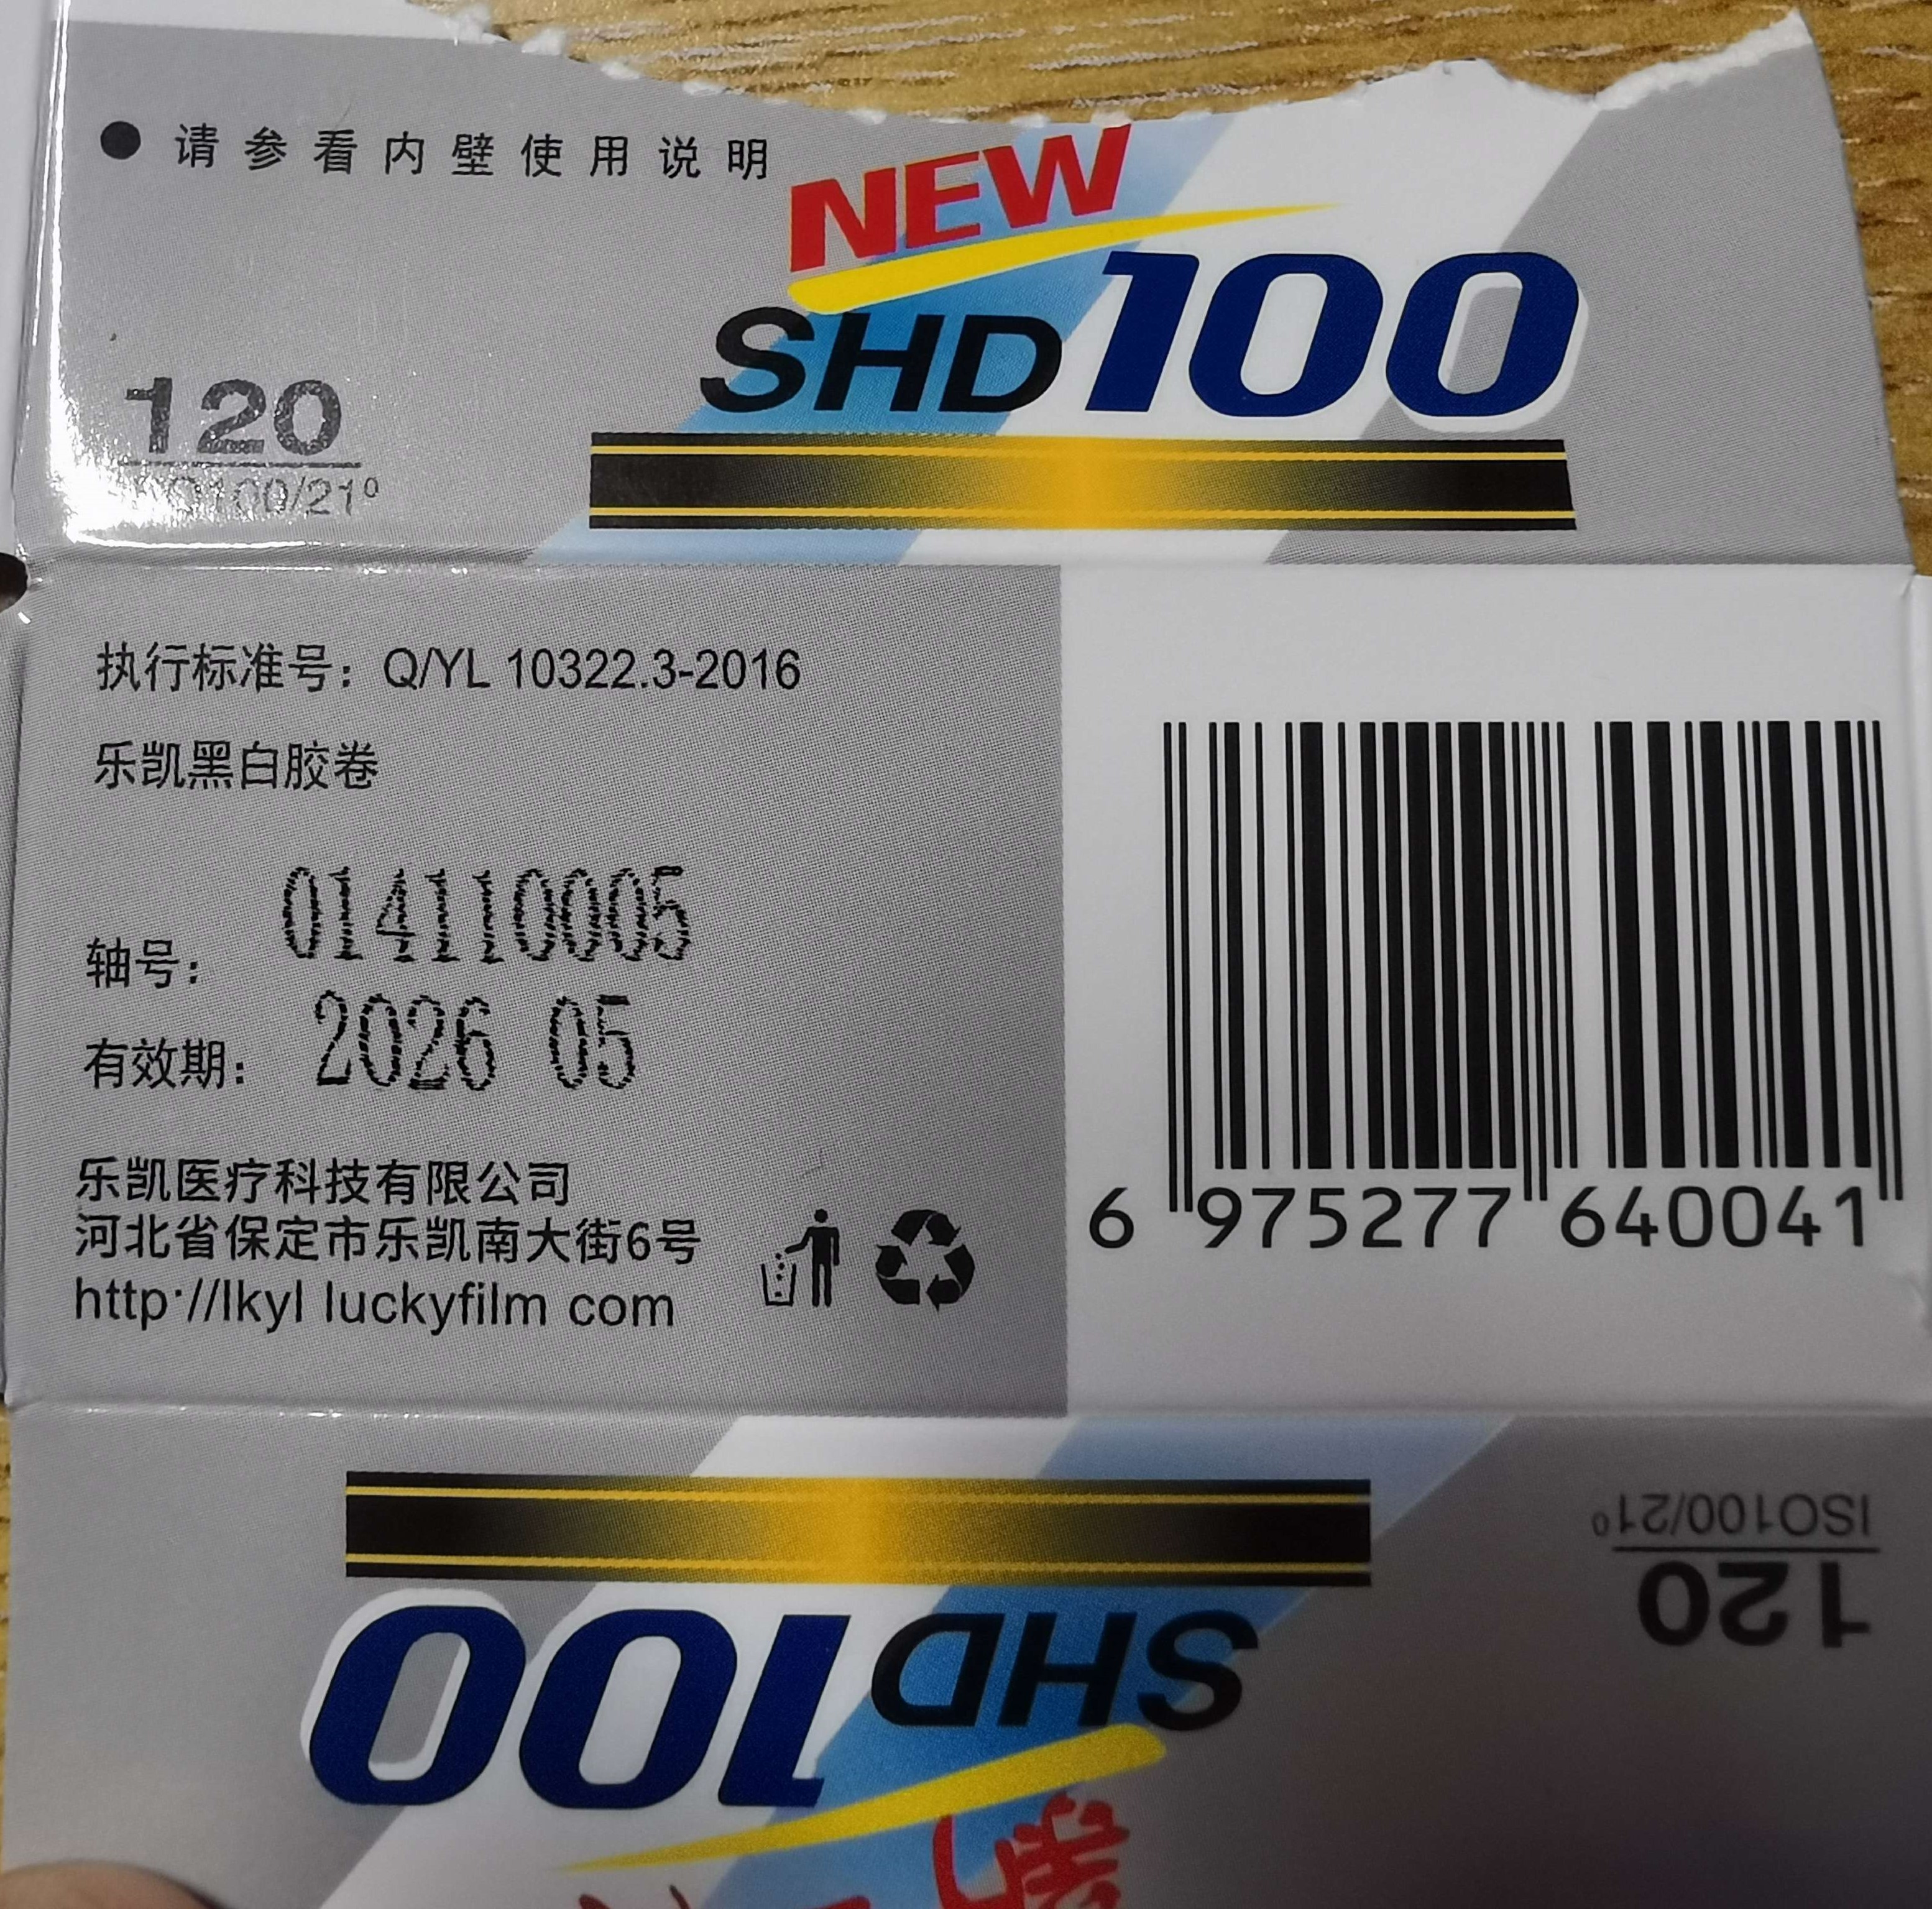 ● 请参看内壁使用说明
NEW
SHD100
120
ISO100/21⁰
执行标准号：Q/YL 10322.3-2016
乐凯黑白胶卷
轴号：014110005
有效期：2026 05
乐凯医疗科技有限公司
河北省保定市乐凯南大街6号
http://lkyl luckyfilm com
6 975277 640041
ISO100/21⁰
120
SHD100